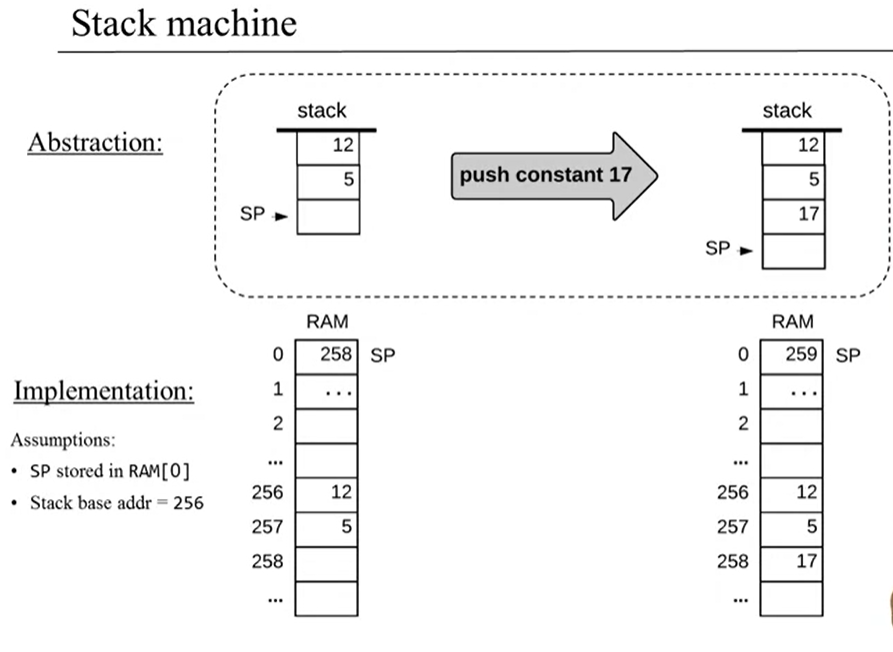 Stack machine
Abstraction:
stack
12
5
SP
push constant 17
stack
12
5
17
SP
Implementation:
Assumptions:
• SP stored in RAM[0]
• Stack base addr = 256
RAM
0 258 SP
1 ...
2
...
256 12
257 5
258
...
RAM
0 259 SP
1 ...
2
...
256 12
257 5
258 17
...